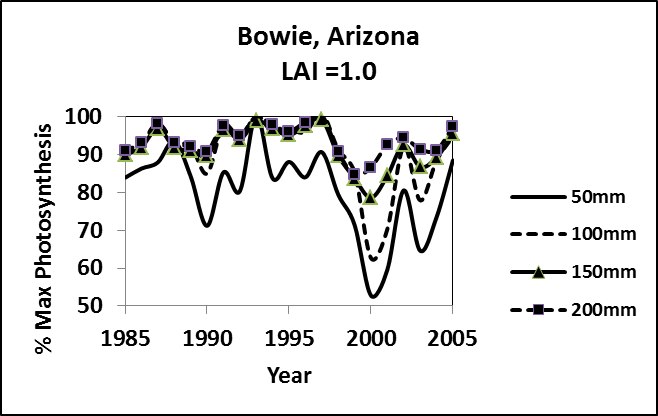 Bowie, Arizona
LAI =1.0
% Max Photosynthesis
100
90
80
70
60
50
1985
1990
1995
2000
2005
Year
50mm
100mm
150mm
200mm